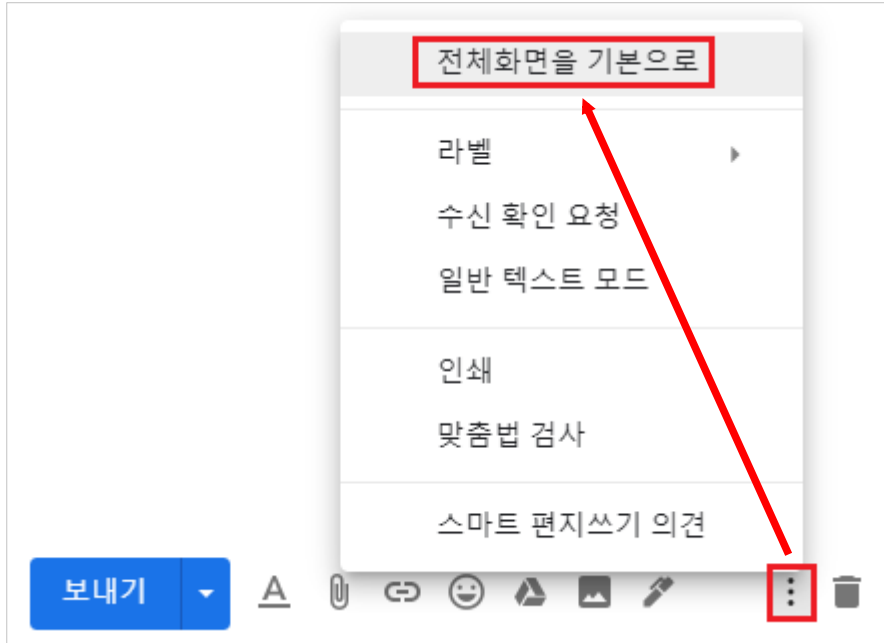 전체화면을 기본으로
라벨
수신 확인 요청
일반 텍스트 모드
인쇄
맞춤법 검사
스마트 편지쓰기 의견
보내기